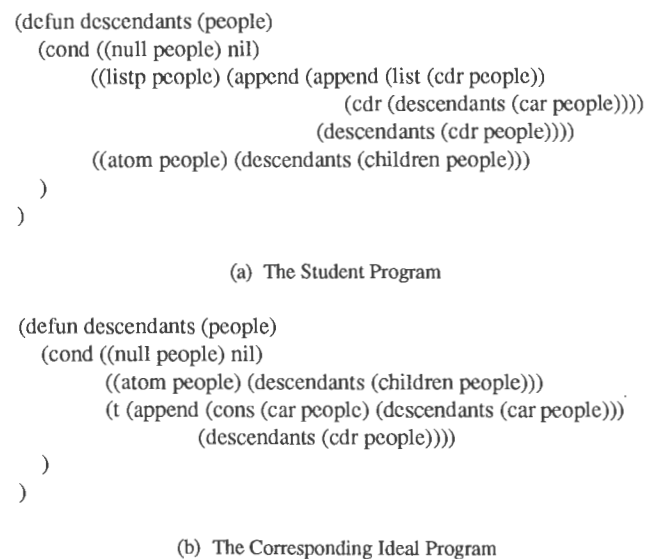 (defun descendants (people)
(cond ((null people) nil)
((listp people) (append (append (list (cdr people))
(cdr (descendants (car people))))
(descendants (cdr people))))
((atom people) (descendants (children people)))
)
)
(a) The Student Program
(defun descendants (people)
(cond ((null people) nil)
((atom people) (descendants (children people)))
(t (append (cons (car people) (descendants (car people)))
(descendants (cdr people))))
)
)
(b) The Corresponding Ideal Program